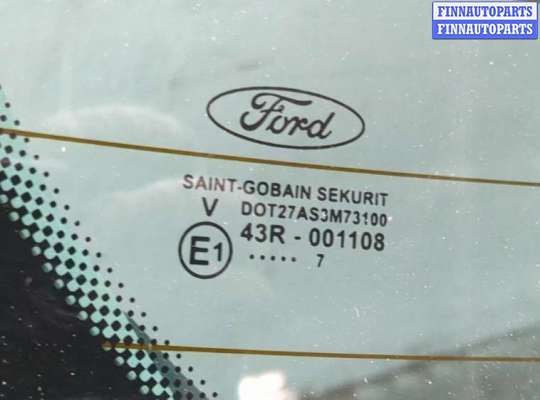 FINNAUTOPARTS
FINNAUTOPARTS
Ford
SAINT-GOBAIN SEKURIT
V DOT27AS3M73100
E1 43R - 001108
..... 7